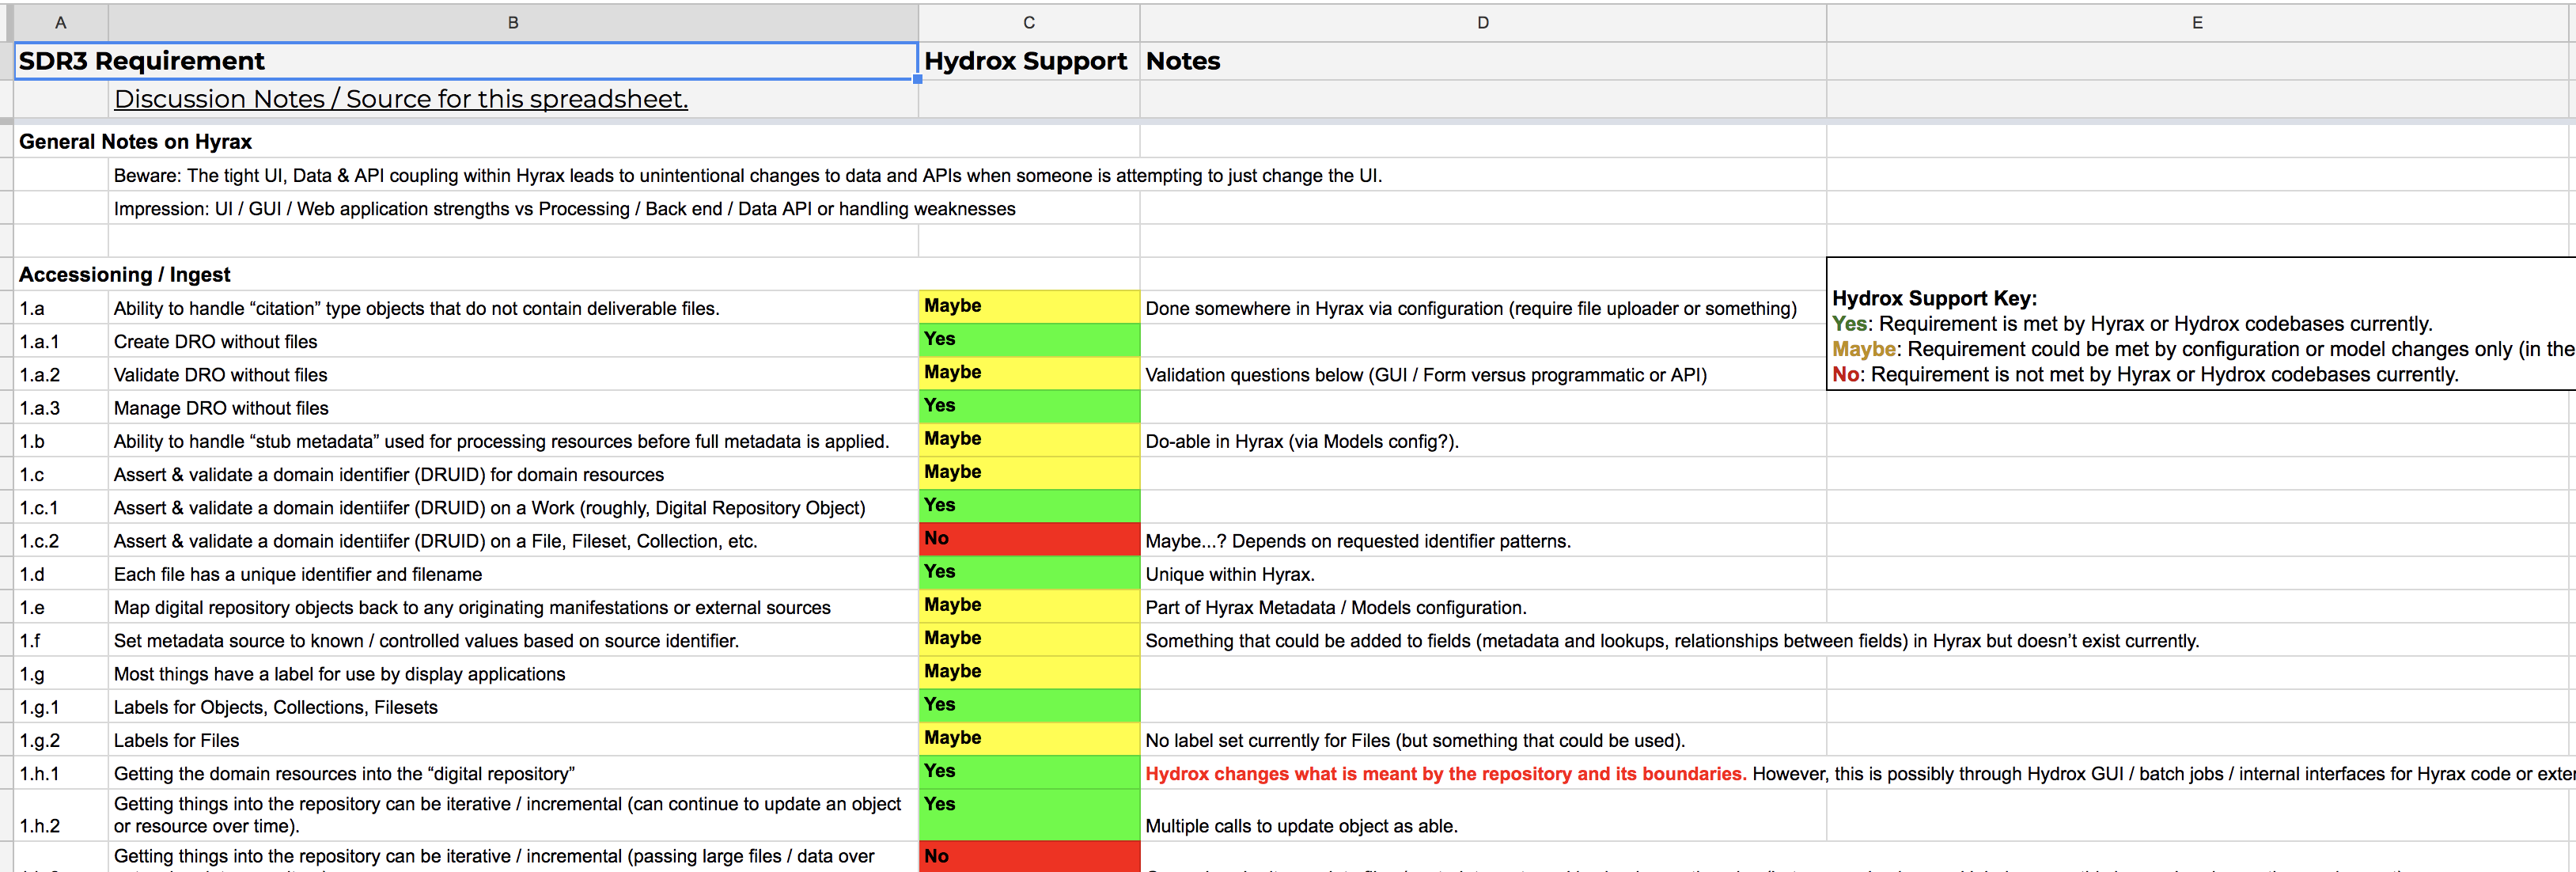 A B C D E
SDR3 Requirement Hydrox Support Notes
Discussion Notes / Source for this spreadsheet.
General Notes on Hyrax
Beware: The tight UI, Data & API coupling within Hyrax leads to unintentional changes to data and APIs when someone is attempting to just change the UI.
Impression: UI / GUI / Web application strengths vs Processing / Back end / Data API or handling weaknesses
Accessioning / Ingest
Hydrox Support Key:
Yes: Requirement is met by Hyrax or Hydrox codebases currently.
Maybe: Requirement could be met by configuration or model changes only (in the
No: Requirement is not met by Hyrax or Hydrox codebases currently.
1.a Ability to handle “citation” type objects that do not contain deliverable files. Maybe Done somewhere in Hyrax via configuration (require file uploader or something)
1.a.1 Create DRO without files Yes
1.a.2 Validate DRO without files Maybe Validation questions below (GUI / Form versus programmatic or API)
1.a.3 Manage DRO without files Yes
1.b Ability to handle “stub metadata” used for processing resources before full metadata is applied. Maybe Do-able in Hyrax (via Models config?).
1.c Assert & validate a domain identifier (DRUID) for domain resources Maybe
1.c.1 Assert & validate a domain identiifer (DRUID) on a Work (roughly, Digital Repository Object) Yes
1.c.2 Assert & validate a domain identiifer (DRUID) on a File, Fileset, Collection, etc. No Maybe...? Depends on requested identifier patterns.
1.d Each file has a unique identifier and filename Yes Unique within Hyrax.
1.e Map digital repository objects back to any originating manifestations or external sources Maybe Part of Hyrax Metadata / Models configuration.
1.f Set metadata source to known / controlled values based on source identifier. Maybe Something that could be added to fields (metadata and lookups, relationships between fields) in Hyrax but doesn’t exist currently.
1.g Most things have a label for use by display applications Maybe
1.g.1 Labels for Objects, Collections, Filesets Yes
1.g.2 Labels for Files Maybe No label set currently for Files (but something that could be used).
1.h.1 Getting the domain resources into the “digital repository” Yes Hydrox changes what is meant by the repository and its boundaries. However, this is possibly through Hydrox GUI / batch jobs / internal interfaces for Hyrax code or exte
Getting things into the repository can be iterative / incremental (can continue to update an object Yes
1.h.2 or resource over time). Multiple calls to update object as able.
Getting things into the repository can be iterative / incremental (passing large files / data over No